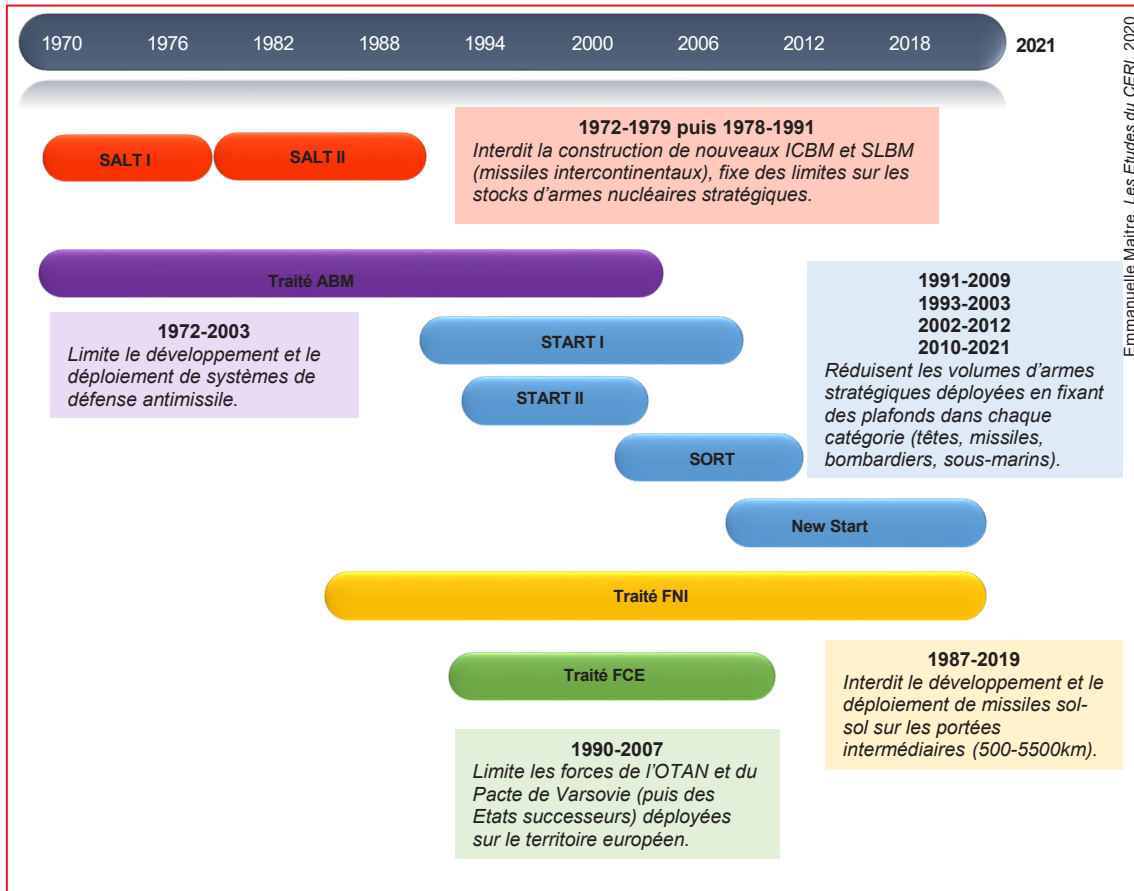 1970 1976 1982 1988 1994 2000 2006 2012 2018 2021
SALT I
SALT II
1972-1979 puis 1978-1991
Interdit la construction de nouveaux ICBM et SLBM
(missiles intercontinentaux), fixe des limites sur les
stocks d’armes nucléaires stratégiques.
Traité ABM
1972-2003
Limite le développement et le
déploiement de systèmes de
défense antimissile.
START I
START II
SORT
New Start
1991-2009
1993-2003
2002-2012
2010-2021
Réduisent les volumes d’armes
stratégiques déployées en fixant
des plafonds dans chaque
catégorie (têtes, missiles,
bombardiers, sous-marins).
Traité FNI
Traité FCE
1987-2019
Interdit le développement et le
déploiement de missiles sol-
sol sur les portées
intermédiaires (500-5500km).
1990-2007
Limite les forces de l’OTAN et du
Pacte de Varsovie (puis des
Etats successeurs) déployées
sur le territoire européen.
Emmanuelle Maitre, Les Etudes du CERI, 2020